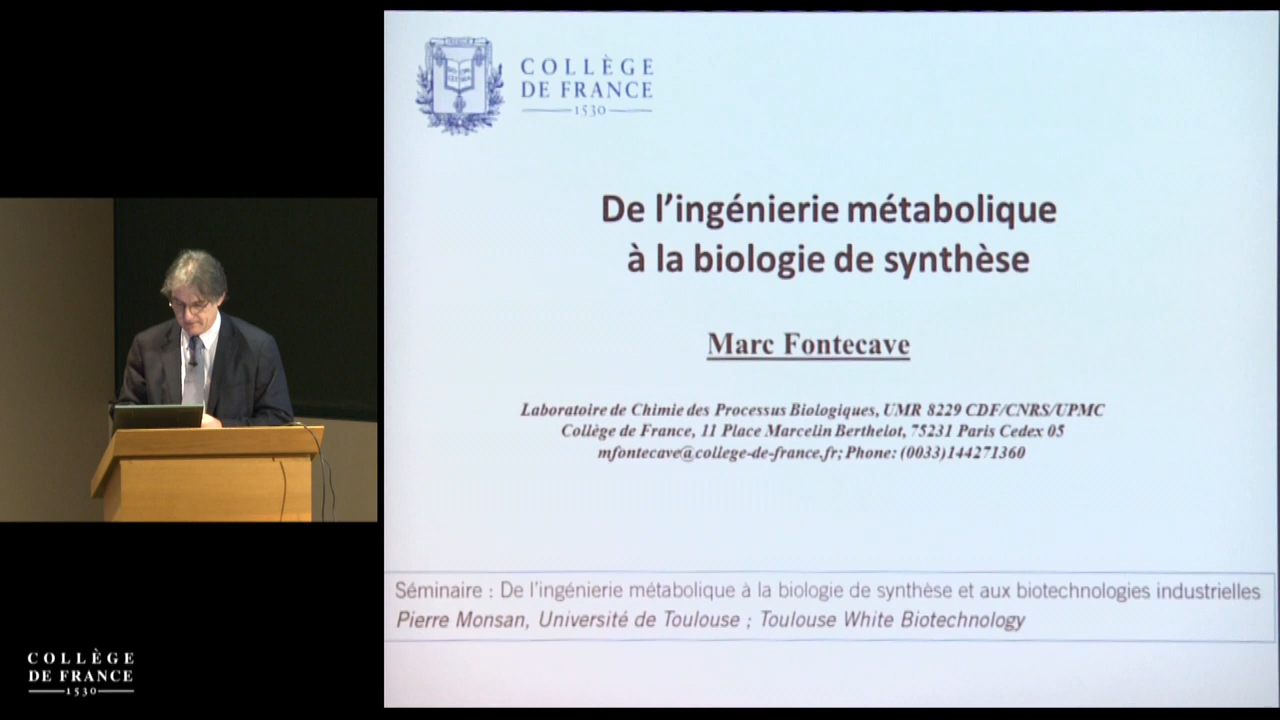 COLLÈGE
DE FRANCE
1530
De l'ingénierie métabolique
à la biologie de synthèse
Marc Fontecave
Laboratoire de Chimie des Processus Biologiques, UMR 8229 CDF/CNRS/UPMC
Collège de France, 11 Place Marcelin Berthelot, 75231 Paris Cedex 05
mfontecave@college-de-france.fr; Phone: (0033)144271360
Séminaire : De l'ingénierie métabolique à la biologie de synthèse et aux biotechnologies industrielles
Pierre Monsan, Université de Toulouse ; Toulouse White Biotechnology
COLLÈGE
DE FRANCE
1530